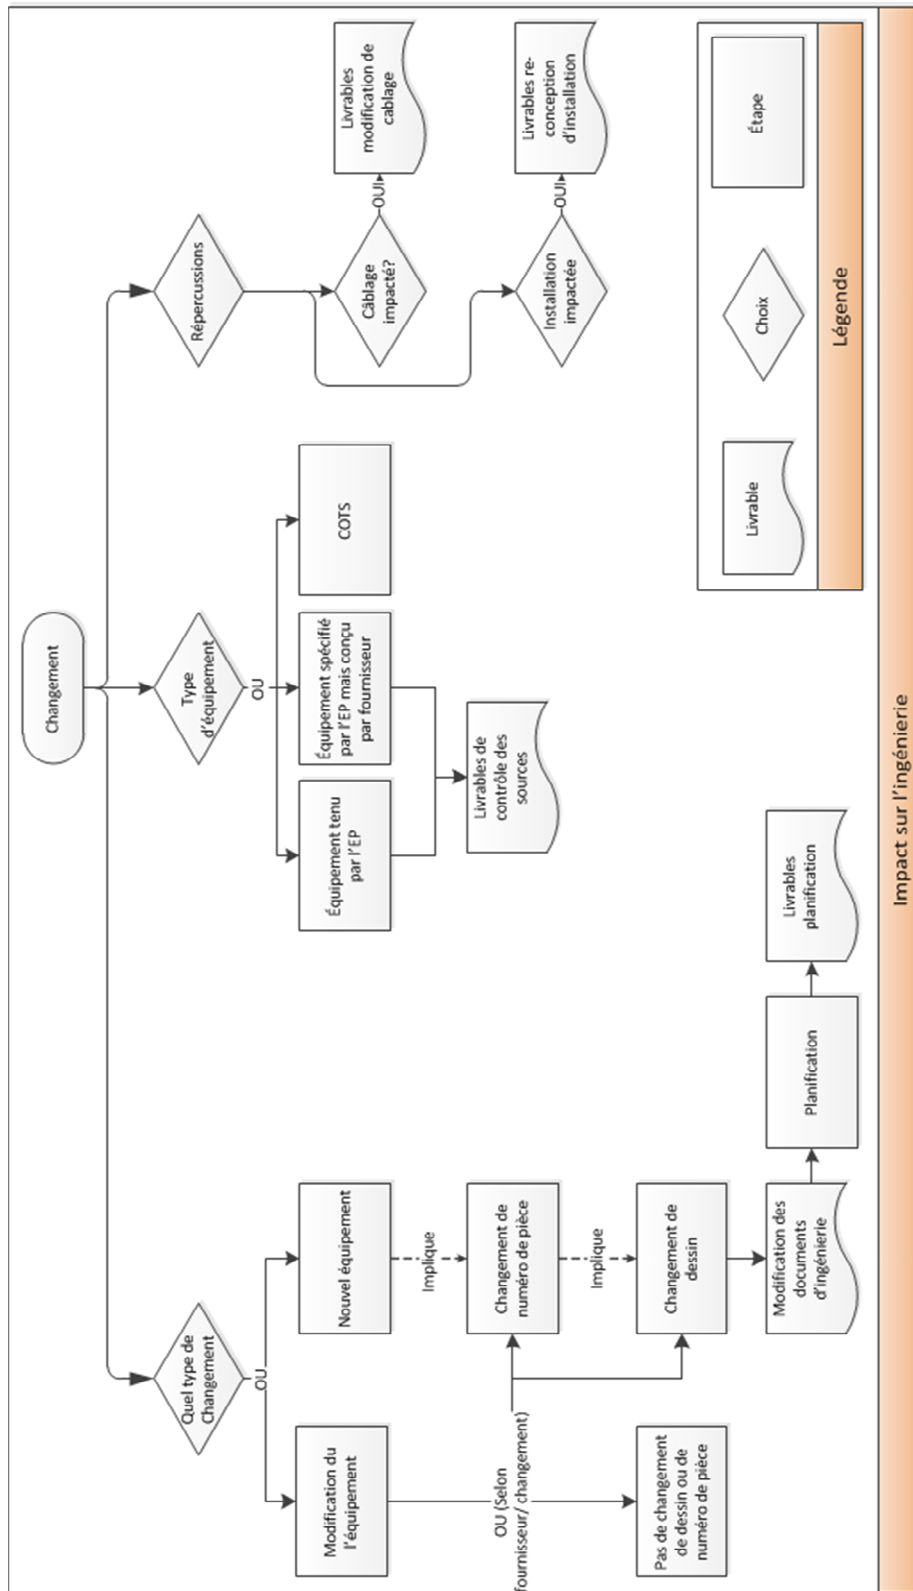 Changement
Quel type de
Changement
OU
Modification du
l'équipement
Nouvel équipement
Implique
OU (Selon
fournisseur/ changement)
Changement de
numéro de pièce
Implique
Pas de changement
de dessin ou de
numéro de pièce
Changement de
dessin
Modification des
documents
d'ingénierie
Planification
Livrables
planification
Type
d'équipement
OU
Équipement tenu
par l'EP
Équipement spécifié
par l'EP mais conçu
par fournisseur
COTS
Livrables de
contrôle des
sources
Répercussions
Câblage
impacté?
OUI
Livrables
modification de
cablage
Installation
impactée
OUI
Livrables re-
conception
d'installation
Livrable
Choix
Étape
Légende
Impact sur l'ingénierie